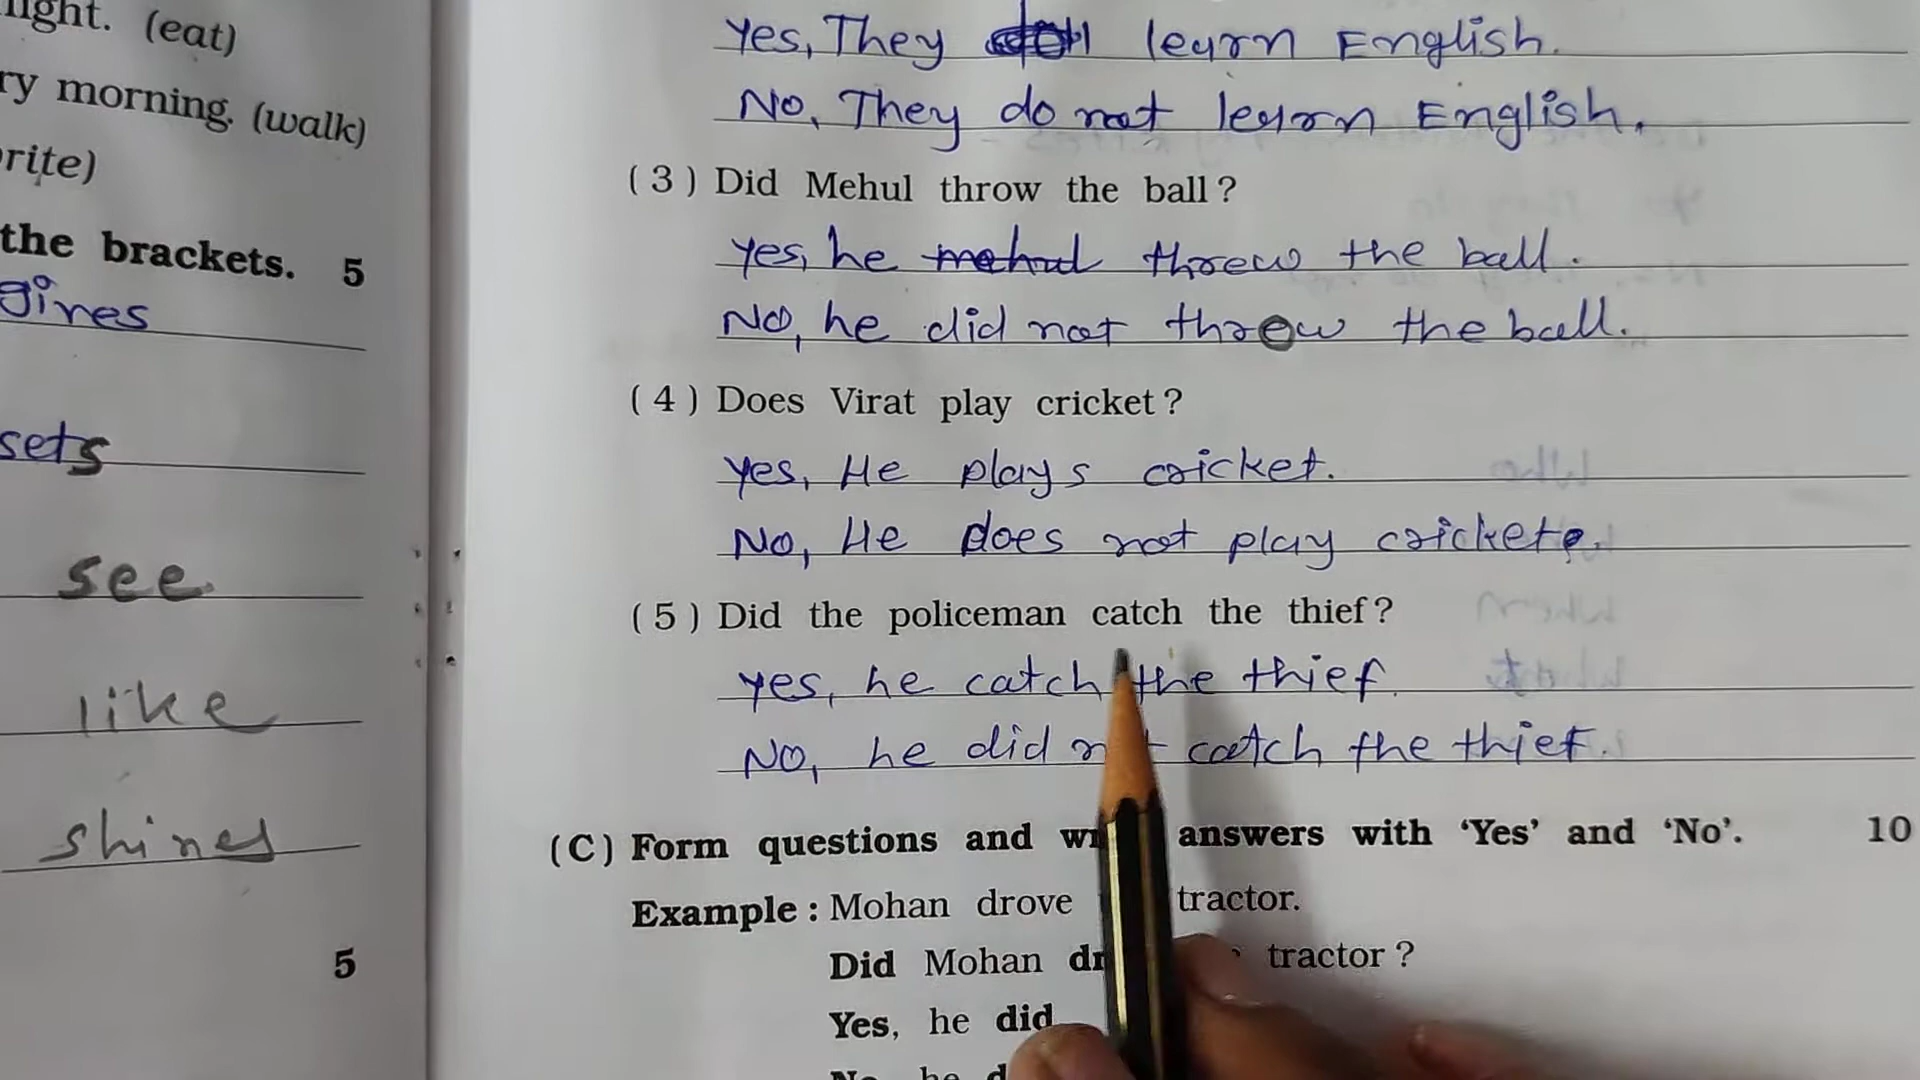 ight. (eat)
ry morning. (walk)
rite)
the brackets. 5
gives
sets
see
like
shines
5
Yes, They learn English.
No, They do not learn English.
(3) Did Mehul throw the ball?
Yes, he mehul threw the ball.
No, he did not threw the ball.
(4) Does Virat play cricket?
Yes, He plays cricket.
No, He does not play cricket.
(5) Did the policeman catch the thief?
Yes, he catch the thief.
No, he did catch the thief.
(C) Form questions and answers with 'Yes' and 'No'. 10
Example : Mohan drove tractor.
Did Mohan tractor?
Yes, he did
No, he